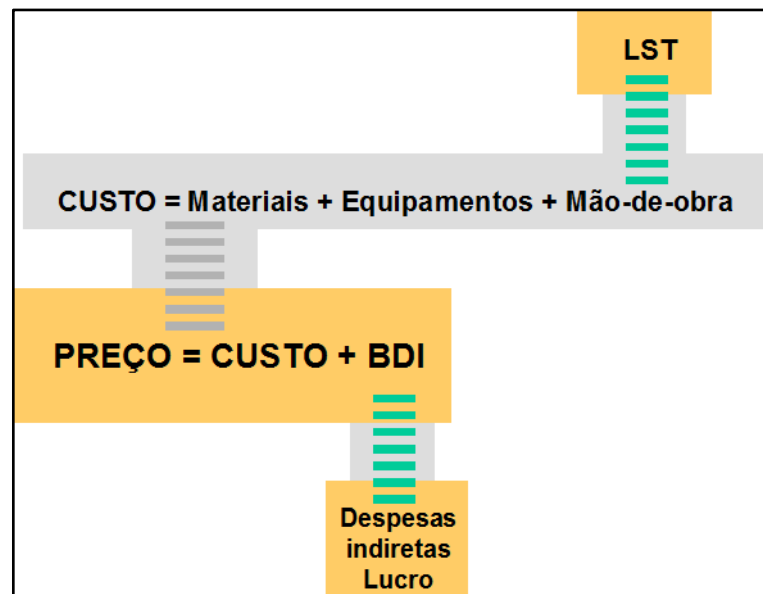 LST
CUSTO = Materiais + Equipamentos + Mão-de-obra
PREÇO = CUSTO + BDI
Despesas
indiretas
Lucro